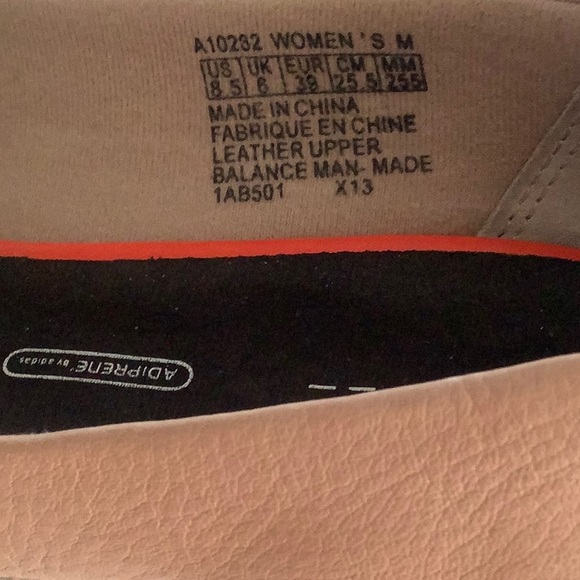 A10282 WOMEN'S M
US UK EUR CM MM
8.5 6 39 25.5 255
MADE IN CHINA
FABRIQUE EN CHINE
LEATHER UPPER
BALANCE MAN- MADE
1AB501 X13
ADiPRENE® by adidas